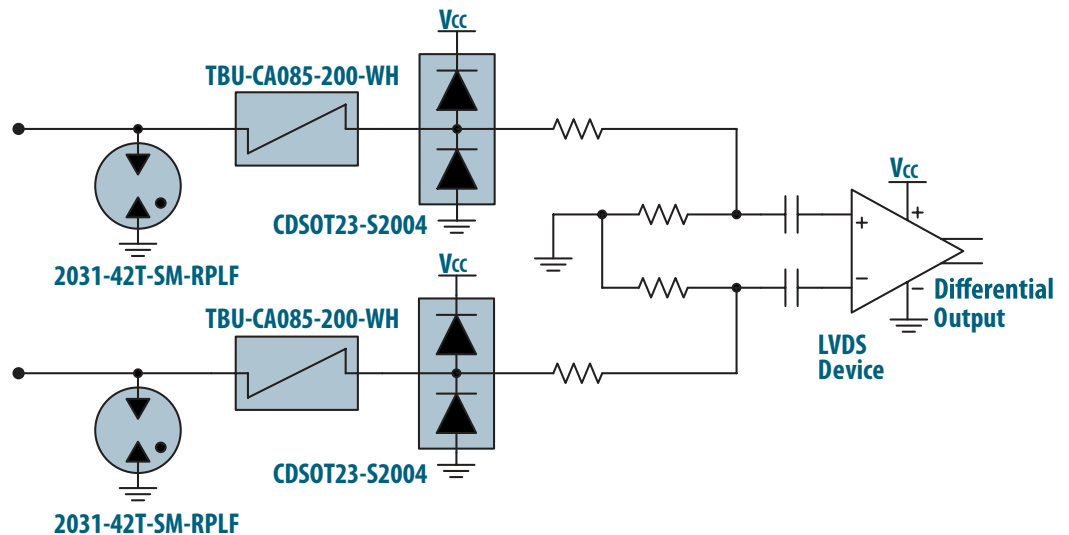 Vcc
TBU-CA085-200-WH
CDSOT23-S2004
2031-42T-SM-RPLF
Vcc
+
+
−
−
Differential
Output
LVDS
Device
Vcc
TBU-CA085-200-WH
CDSOT23-S2004
2031-42T-SM-RPLF